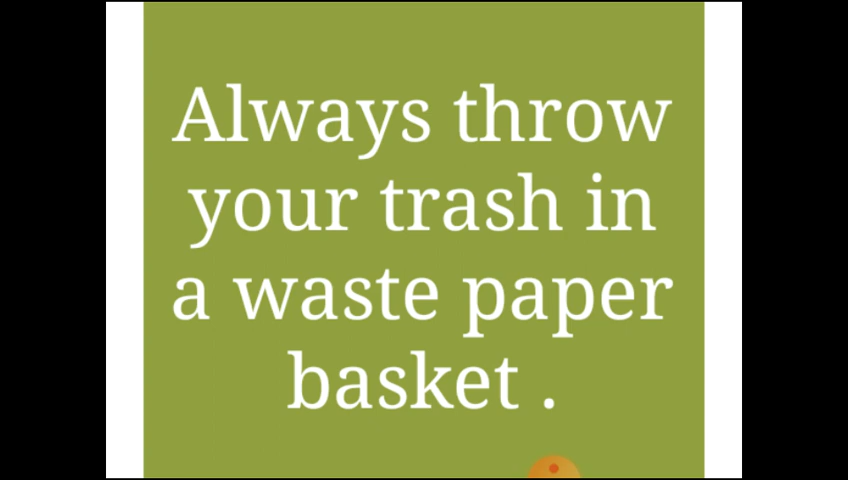 Always throw
your trash in
a waste paper
basket .